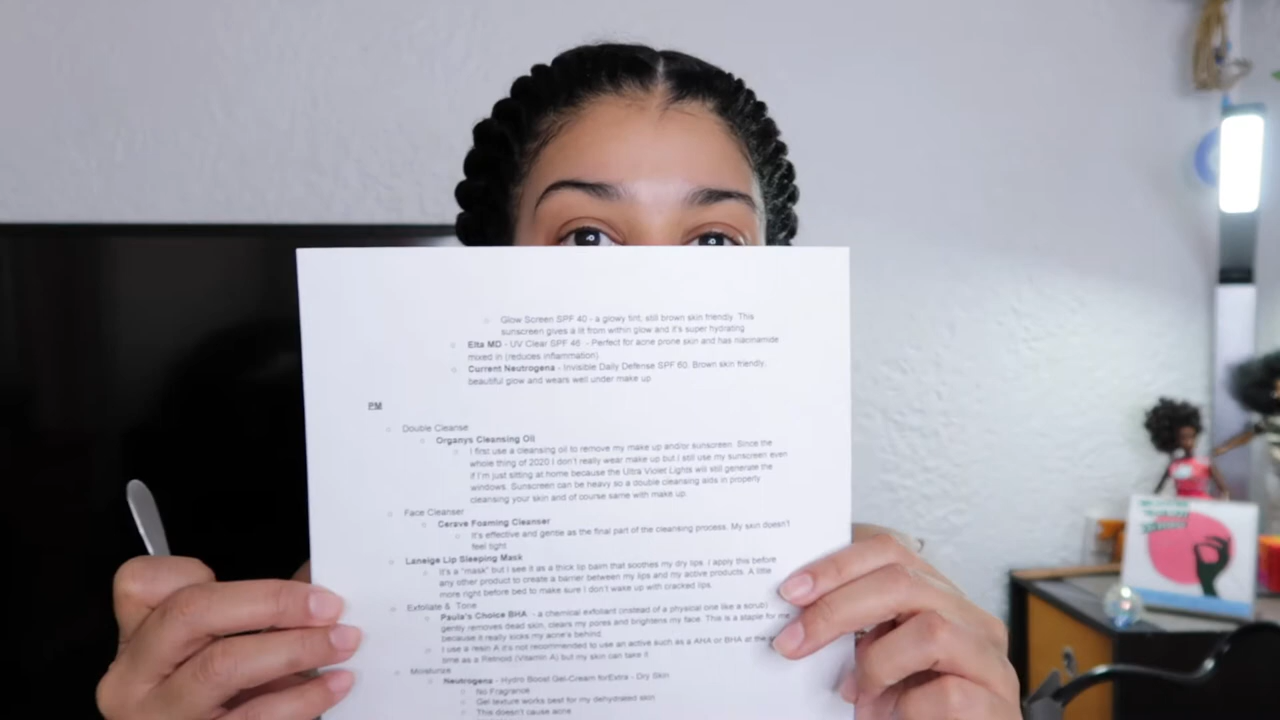 Glow Screen SPF 40 - a glowy tint, still brown skin friendly. This
sunscreen gives a lit from within glow and it's super hydrating
Elta MD - UV Clear SPF 46 - Perfect for acne prone skin and has niacinamide
mixed in (reduces inflammation)
Current Neutrogena - Invisible Daily Defense SPF 60. Brown skin friendly,
beautiful glow and wears well under make up
PM
Double Cleanse
Organys Cleansing Oil
I first use a cleansing oil to remove my make up and/or sunscreen. Since the
whole thing of 2020 I don't really wear make up but I still use my sunscreen even
if I'm just sitting at home because the Ultra Violet Lights will still generate the
windows. Sunscreen can be heavy so a double cleansing aids in properly
cleansing your skin and of course same with make up.
Face Cleanser
Cerave Foaming Cleanser
It's effective and gentle as the final part of the cleansing process. My skin doesn't
feel tight
Laneige Lip Sleeping Mask
It's a "mask" but I see it as a thick lip balm that soothes my dry lips. I apply this before
any other product to create a barrier between my lips and my active products. A little
more right before bed to make sure I don't wake up with cracked lips.
Exfoliate & Tone
Paula's Choice BHA - a chemical exfoliant (instead of a physical one like a scrub)
gently removes dead skin, clears my pores and brightens my face. This is a staple for me
because it really kicks my acne's behind.
I use a resin A it's not recommended to use an active such as a AHA or BHA at the
time as a Retinoid (Vitamin A) but my skin can take it
Moisturize
Neutrogena - Hydro Boost Gel-Cream for Extra - Dry Skin
No Fragrance
Gel texture works best for my dehydrated skin
This doesn't cause acne